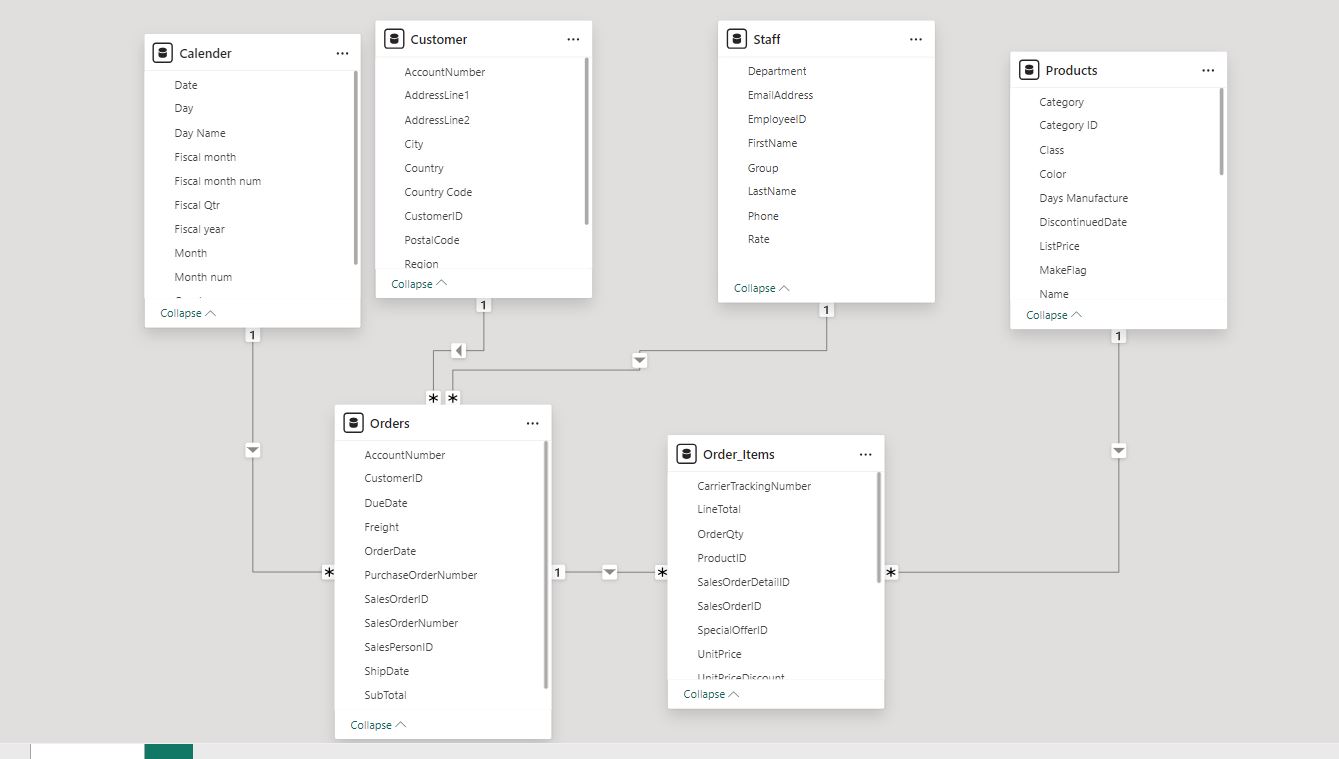 Calender
Date
Day
Day Name
Fiscal month
Fiscal month num
Fiscal Qtr
Fiscal year
Month
Month num
Collapse
1
Customer
AccountNumber
AddressLine1
AddressLine2
City
Country
Country Code
CustomerID
PostalCode
Region
Collapse
1
Staff
Department
EmailAddress
EmployeeID
FirstName
Group
LastName
Phone
Rate
Collapse
1
Products
Category
Category ID
Class
Color
Days Manufacture
DiscontinuedDate
ListPrice
MakeFlag
Name
Collapse
1
* *
Orders
AccountNumber
CustomerID
DueDate
Freight
OrderDate
PurchaseOrderNumber
SalesOrderID
SalesOrderNumber
SalesPersonID
ShipDate
SubTotal
Collapse
*
1
*
Order_Items
CarrierTrackingNumber
LineTotal
OrderQty
ProductID
SalesOrderDetailID
SalesOrderID
SpecialOfferID
UnitPrice
UnitPriceDiscount
Collapse
*